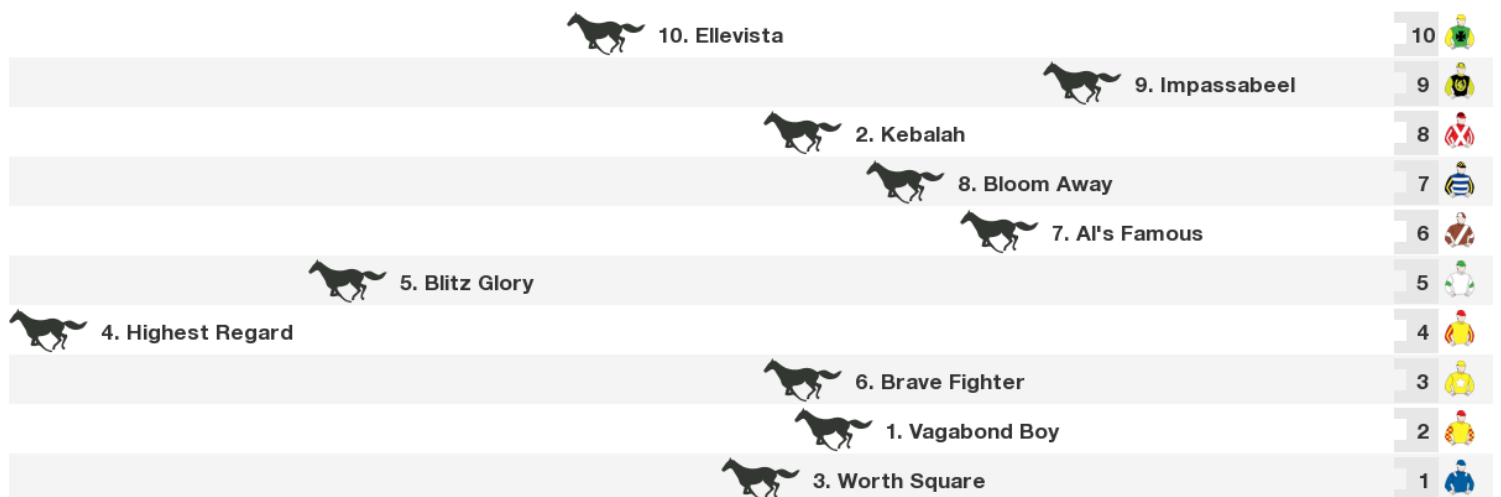 10. Ellevista 10
9. Impassabeel 9
2. Kebalah 8
8. Bloom Away 7
7. Al's Famous 6
5. Blitz Glory 5
4. Highest Regard 4
6. Brave Fighter 3
1. Vagabond Boy 2
3. Worth Square 1